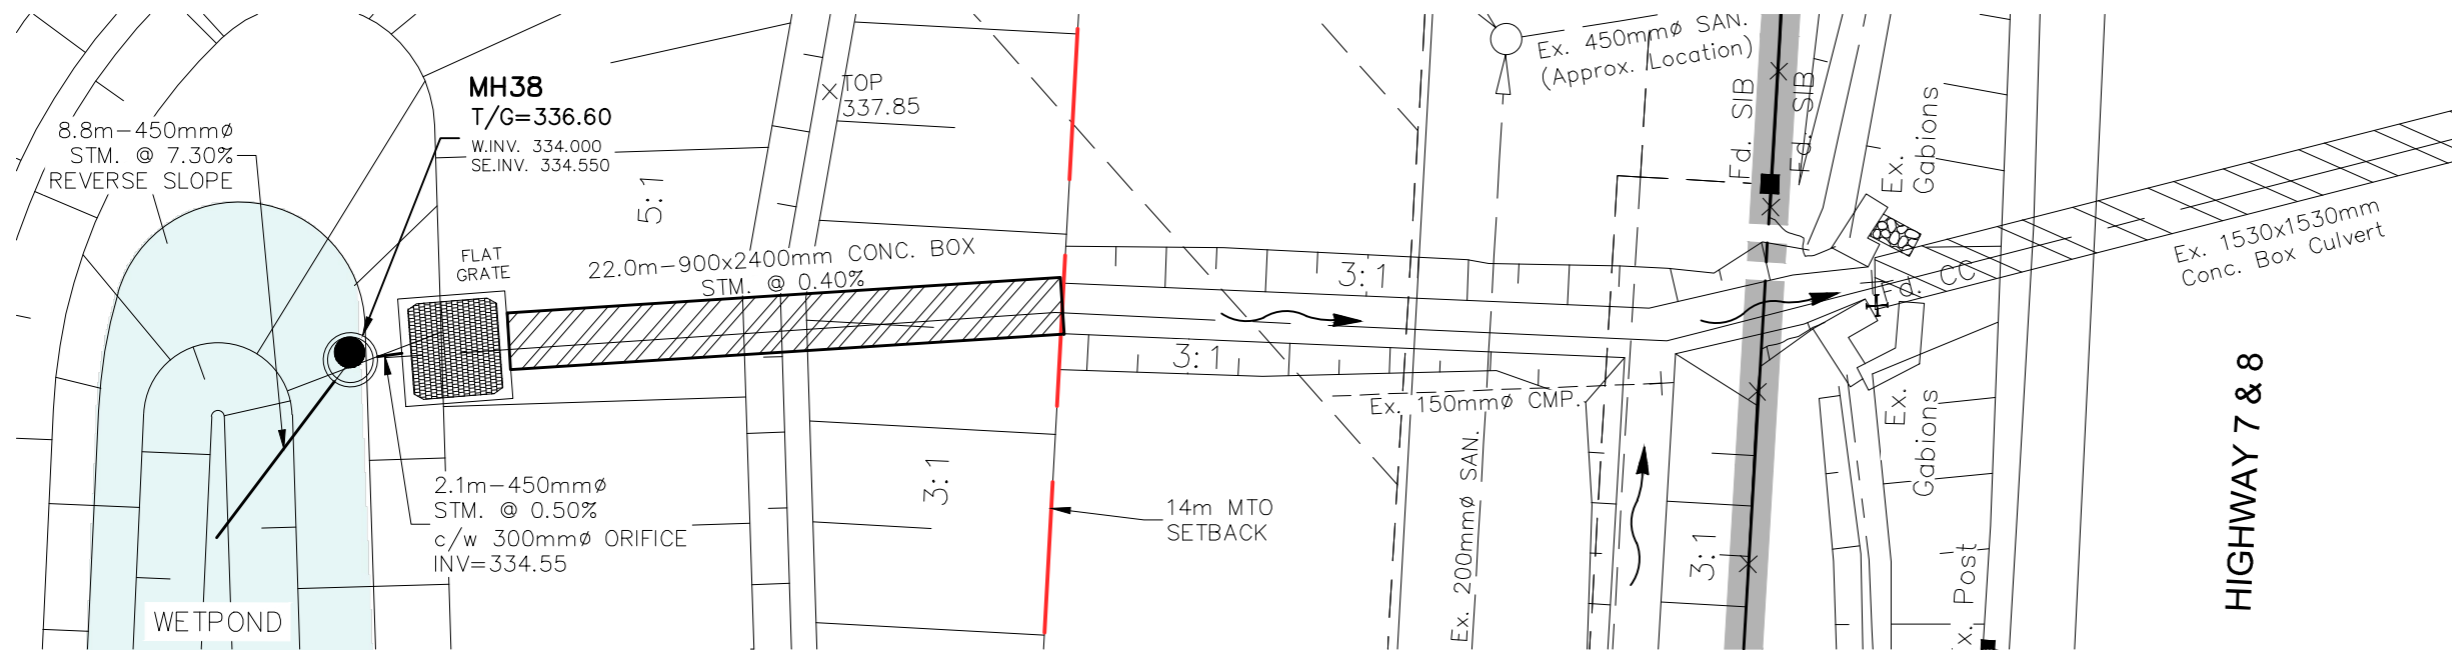 8.8m-450mmø
STM. @ 7.30%
REVERSE SLOPE
MH38
T/G=336.60
W.INV. 334.000
SE.INV. 334.550
5:1
TOP
337.85
FLAT
GRATE
22.0m-900x2400mm CONC. BOX
STM. @ 0.40%
2.1m-450mmø
STM. @ 0.50%
c/w 300mmø ORIFICE
INV=334.55
WETPOND
3:1
14m MTO
SETBACK
3:1
3:1
Ex. 450mmø SAN.
(Approx. Location)
Ex. 150mmø CMP.
Ex. 200mmø SAN.
3:1
Fd. SIB
Fd. SIB
Ex.
Gabions
Fd. CC
Ex. 1530x1530mm
Conc. Box Culvert
Ex.
Gabions
x. Post
HIGHWAY 7 & 8